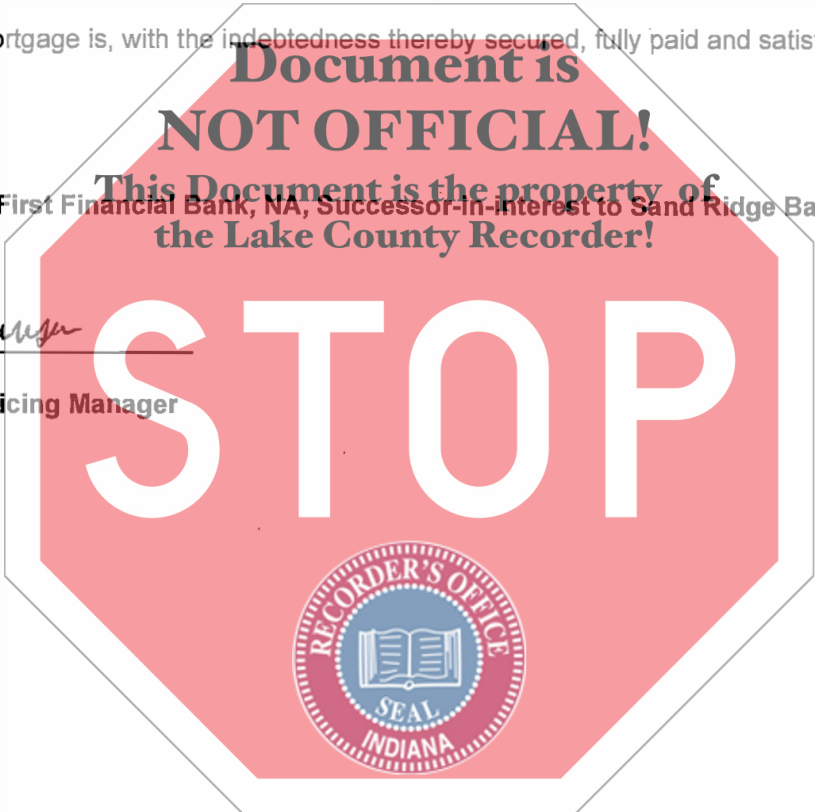 rtgage is, with the indebtedness thereby secured, fully paid and satis
Document is
NOT OFFICIAL!
This Document is the property of
First Financial Bank, NA, Successor-in-interest to Sand Ridge Ba
the Lake County Recorder!
icing Manager
STOP
RECORDER'S OFFICE
SEAL
INDIANA